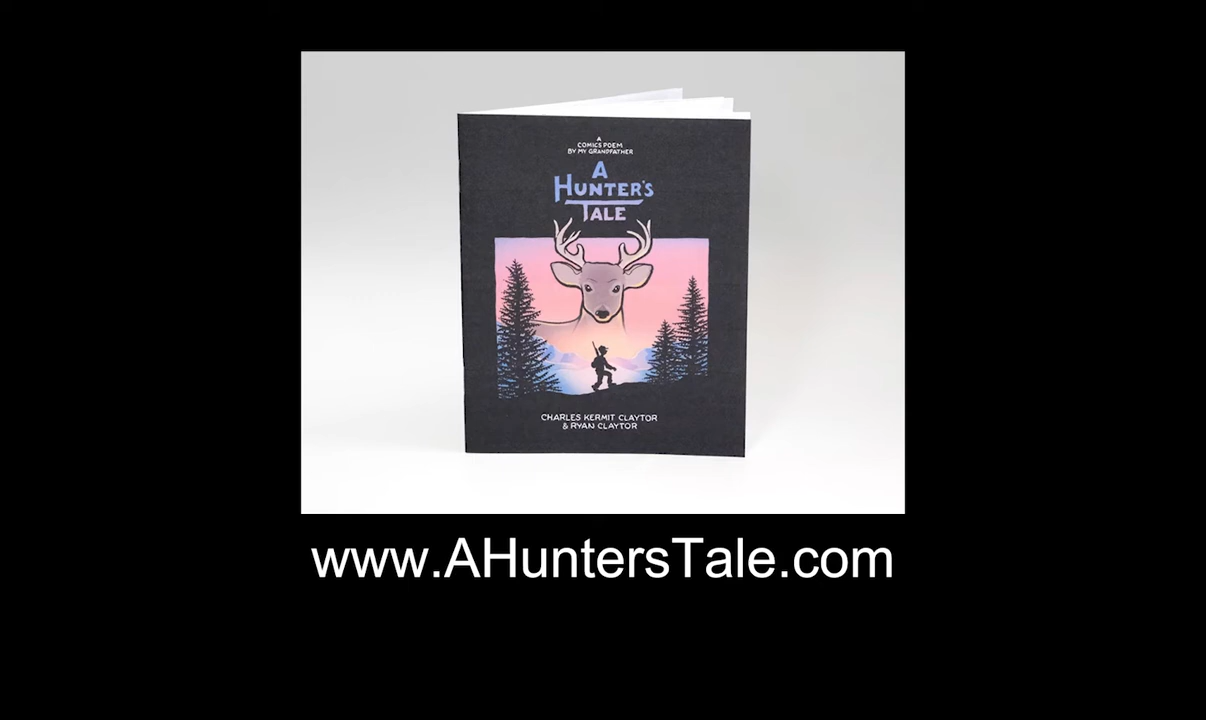 A
COMICS POEM
BY MY GRANDFATHER
A
HUNTER'S
TALE
CHARLES KERMIT CLAYTOR
& RYAN CLAYTOR
www.AHuntersTale.com